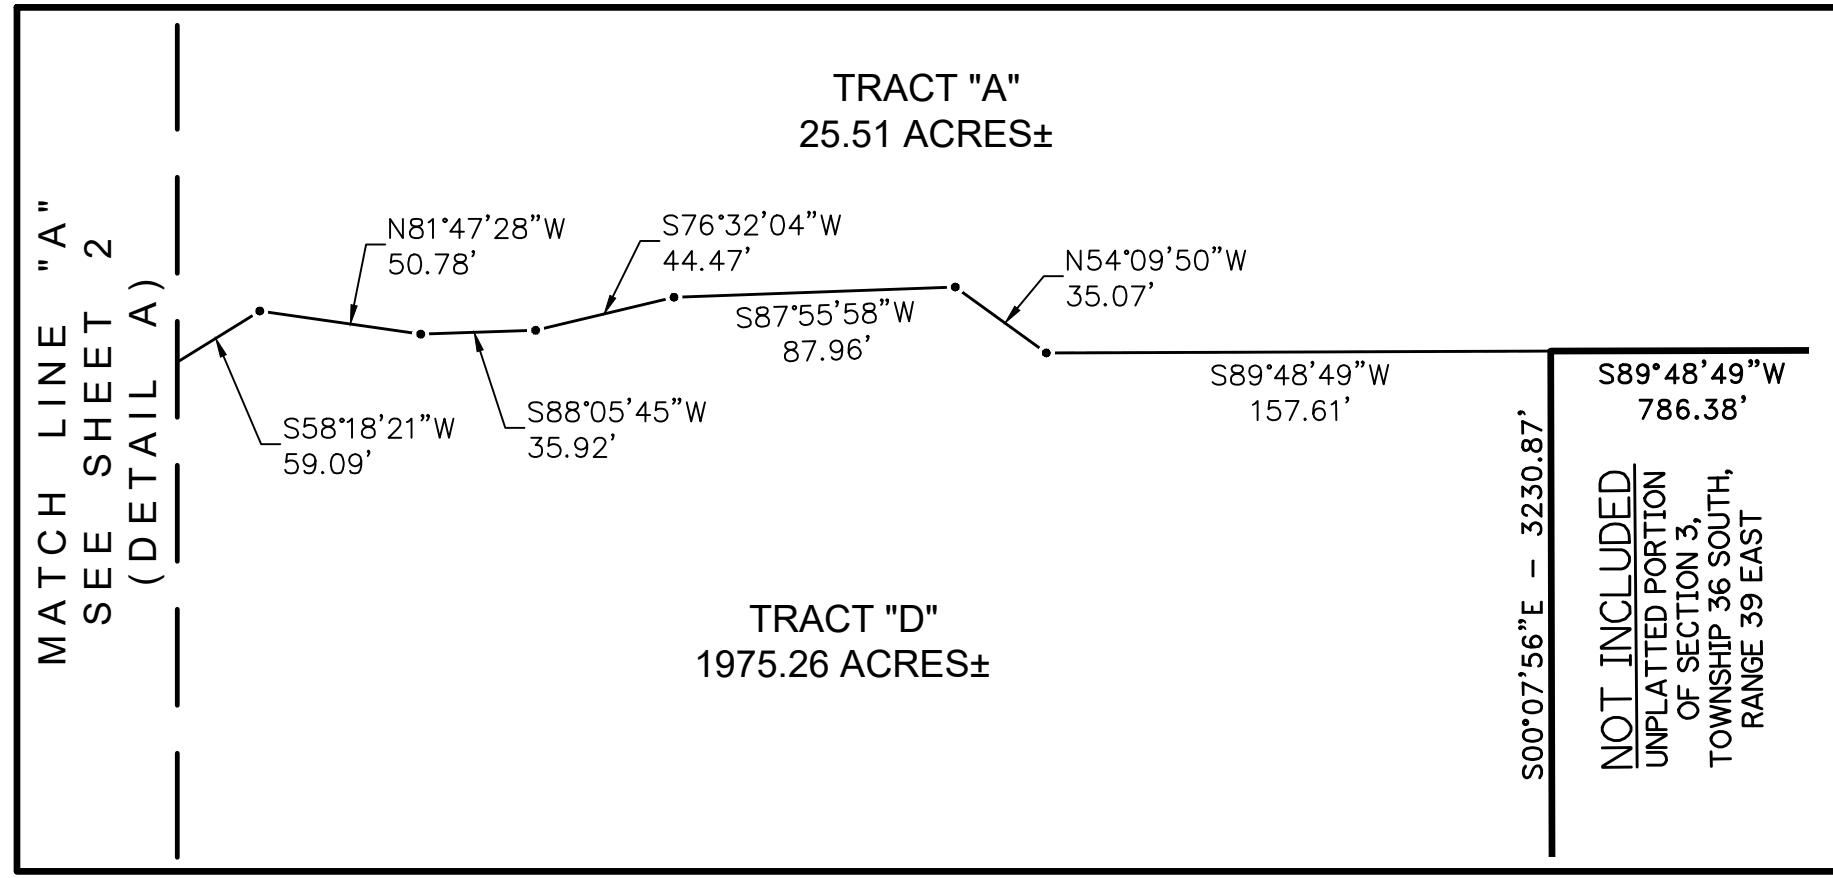 MATCH LINE "A"
SEE SHEET 2
(DETAIL A)
TRACT "A"
25.51 ACRES±
N81°47'28"W
50.78'
S76°32'04"W
44.47'
N54°09'50"W
35.07'
S87°55'58"W
87.96'
S58°18'21"W
59.09'
S88°05'45"W
35.92'
S89°48'49"W
157.61'
S89°48'49"W
786.38'
TRACT "D"
1975.26 ACRES±
S00°07'56"E - 3230.87'
NOT INCLUDED
UNPLATTED PORTION
OF SECTION 3,
TOWNSHIP 36 SOUTH,
RANGE 39 EAST